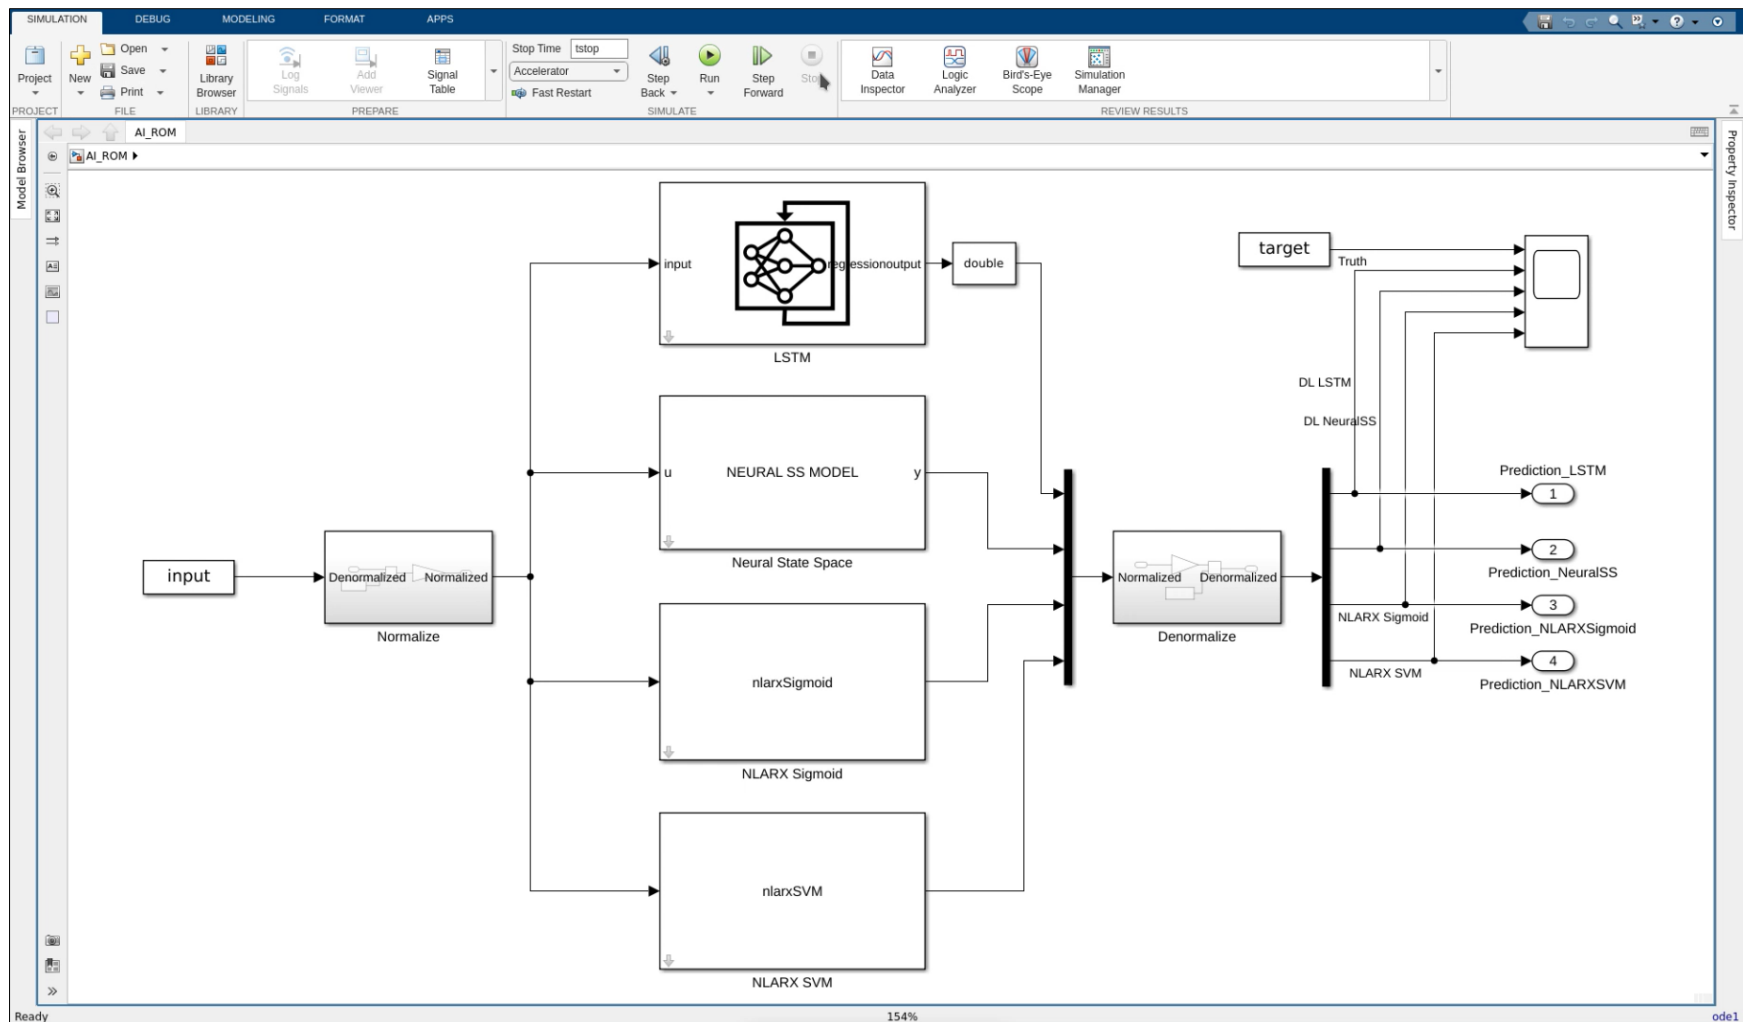 SIMULATION DEBUG MODELING FORMAT APPS
Project
PROJECT
New
Open
Save
Print
FILE
Library
Browser
LIBRARY
Log
Signals
Add
Viewer
Signal
Table
PREPARE
Stop Time tstop
Accelerator
Fast Restart
Step
Back
Run
Step
Forward
SIMULATE
Data
Inspector
Logic
Analyzer
Bird's-Eye
Scope
Simulation
Manager
REVIEW RESULTS
Model Browser
Property Inspector
AI_ROM
AI_ROM
input
regressionoutput
LSTM
double
target
Truth
DL LSTM
DL NeuralSS
u
NEURAL SS MODEL
y
Neural State Space
input
Denormalized
Normalized
Normalize
nlarxSigmoid
NLARX Sigmoid
nlarxSVM
NLARX SVM
Normalized
Denormalized
Denormalize
Prediction_LSTM
1
2
Prediction_NeuralSS
3
NLARX Sigmoid
Prediction_NLARXSigmoid
4
NLARX SVM
Prediction_NLARXSVM
Ready
154%
ode1